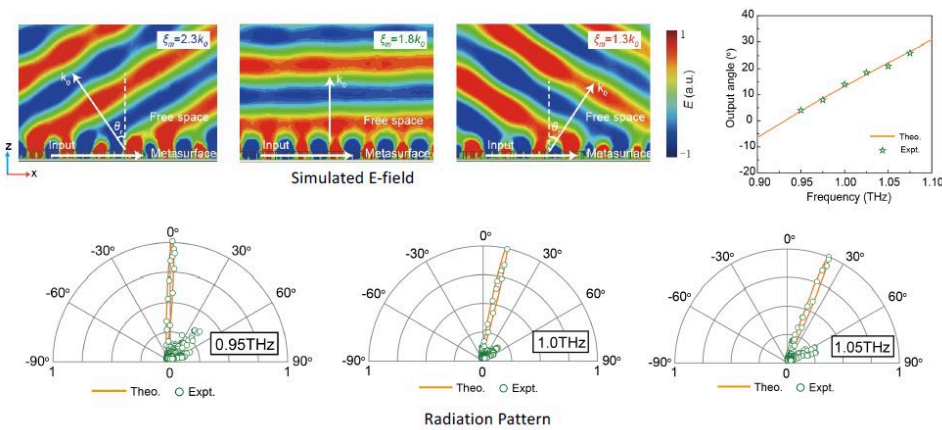 ξm=2.3k0
k0
θ
Free space
Input
Metasurface
z
x
ξm=1.8k0
k0
Free space
Input
Metasurface
ξm=1.3k0
k0
θ
Free space
Input
Metasurface
1
E (a.u.)
−1
Simulated E-field
Output angle (°)
40
30
20
10
0
-10
-20
Theo.
Expt.
0.90 0.95 1.00 1.05 1.10
Frequency (THz)
0°
-30° 30°
-60° 60°
0.95THz
-90° 90°
1 0 1
Theo. Expt.
0°
-30° 30°
-60° 60°
1.0THz
-90° 90°
1 0 1
Theo. Expt.
0°
-30° 30°
-60° 60°
1.05THz
-90° 90°
1 0 1
Theo. Expt.
Radiation Pattern